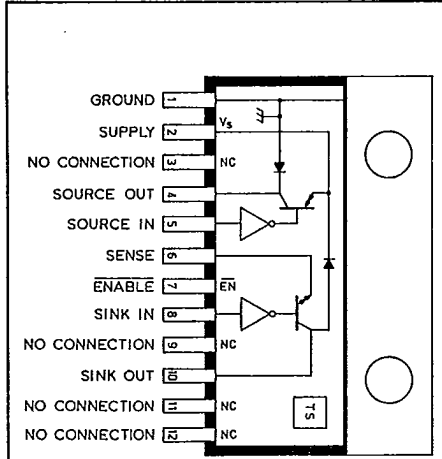 GROUND 1
SUPPLY 2 Vs
NO CONNECTION 3 NC
SOURCE OUT 4
SOURCE IN 5
SENSE 6
ENABLE 7 EN
SINK IN 8
NO CONNECTION 9 NC
SINK OUT 10
NO CONNECTION 11 NC
NO CONNECTION 12 NC
TS